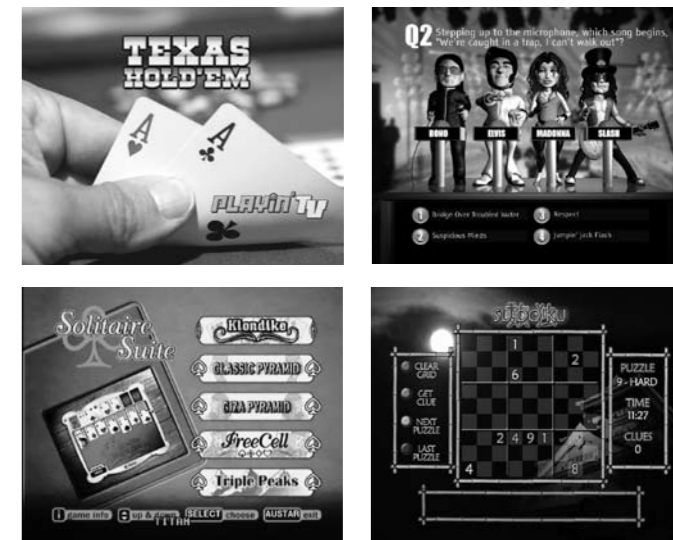 TEXAS
HOLD'EM
A
A
PLAYIN' TV
Q2 Stepping up to the microphone, which song begins,
"We're caught in a trap, I can't walk out"?
BONO ELVIS MADONNA SLASH
1 Bridge Over Troubled Water 3 Respect
2 Suspicious Minds 4 Jumpin' Jack Flash
Solitaire
Suite
Klondike
CLASSIC PYRAMID
GIZA PYRAMID
FreeCell
Triple Peaks
i game info up & down SELECT choose AUSTAR exit
TITAN
SUDOKU
CLEAR
GRID
GET
CLUE
NEXT
PUZZLE
LAST
PUZZLE
1
2
6
2 4 9 1
4 8
PUZZLE
9 - HARD
TIME
11:27
CLUES
0